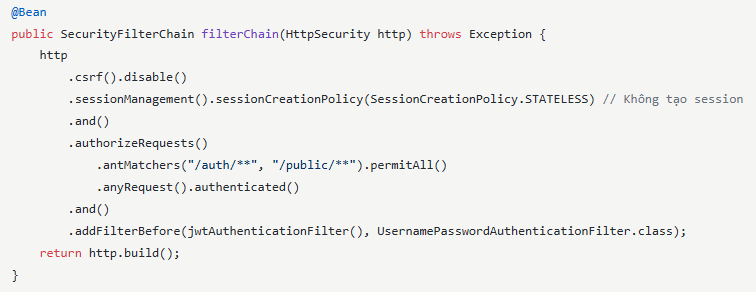 @Bean
public SecurityFilterChain filterChain(HttpSecurity http) throws Exception {
    http
        .csrf().disable()
        .sessionManagement().sessionCreationPolicy(SessionCreationPolicy.STATELESS) // Không tạo session
        .and()
        .authorizeRequests()
            .antMatchers("/auth/**", "/public/**").permitAll()
            .anyRequest().authenticated()
        .and()
        .addFilterBefore(jwtAuthenticationFilter(), UsernamePasswordAuthenticationFilter.class);
    return http.build();
}